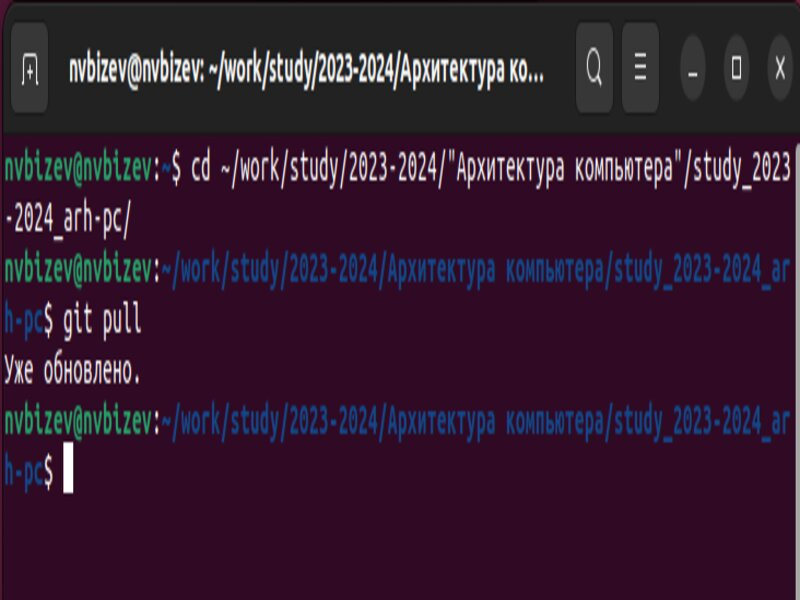 nvbizev@nvbizev: ~/work/study/2023-2024/Архитектура ко...
nvbizev@nvbizev:~$ cd ~/work/study/2023-2024/"Архитектура компьютера"/study_2023
-2024_arh-pc/
nvbizev@nvbizev:~/work/study/2023-2024/Архитектура компьютера/study_2023-2024_ar
h-pc$ git pull
Уже обновлено.
nvbizev@nvbizev:~/work/study/2023-2024/Архитектура компьютера/study_2023-2024_ar
h-pc$